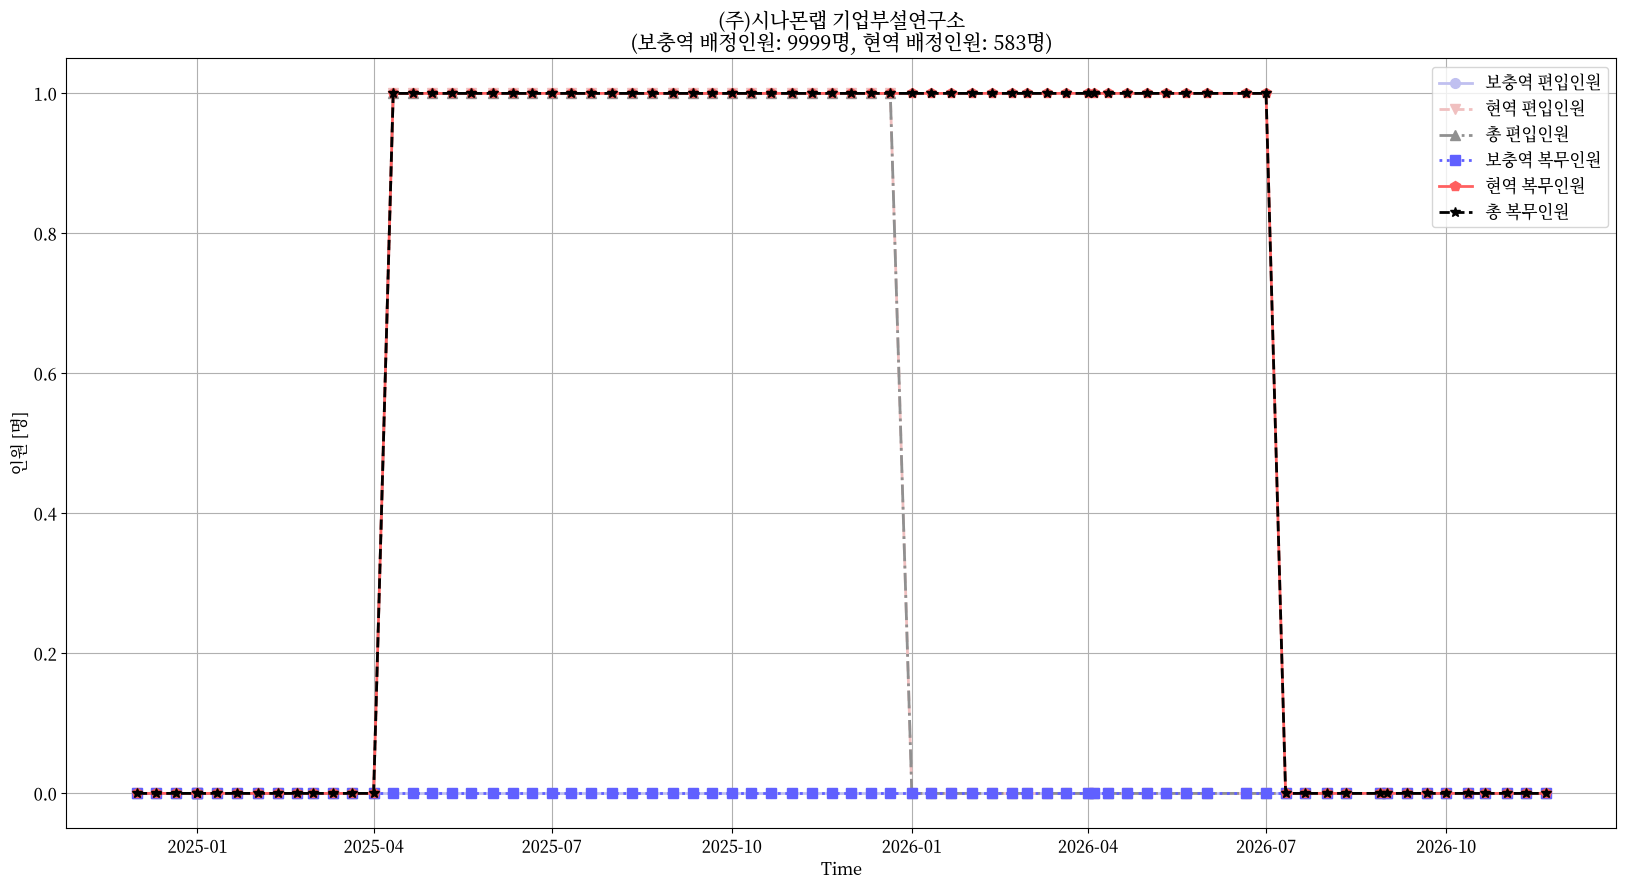 (주)시나몬랩 기업부설연구소
(보충역 배정인원: 9999명, 현역 배정인원: 583명)
보충역 편입인원
현역 편입인원
총 편입인원
보충역 복무인원
현역 복무인원
총 복무인원
인원 [명]
1.0
0.8
0.6
0.4
0.2
0.0
2025-01
2025-04
2025-07
2025-10
2026-01
2026-04
2026-07
2026-10
Time